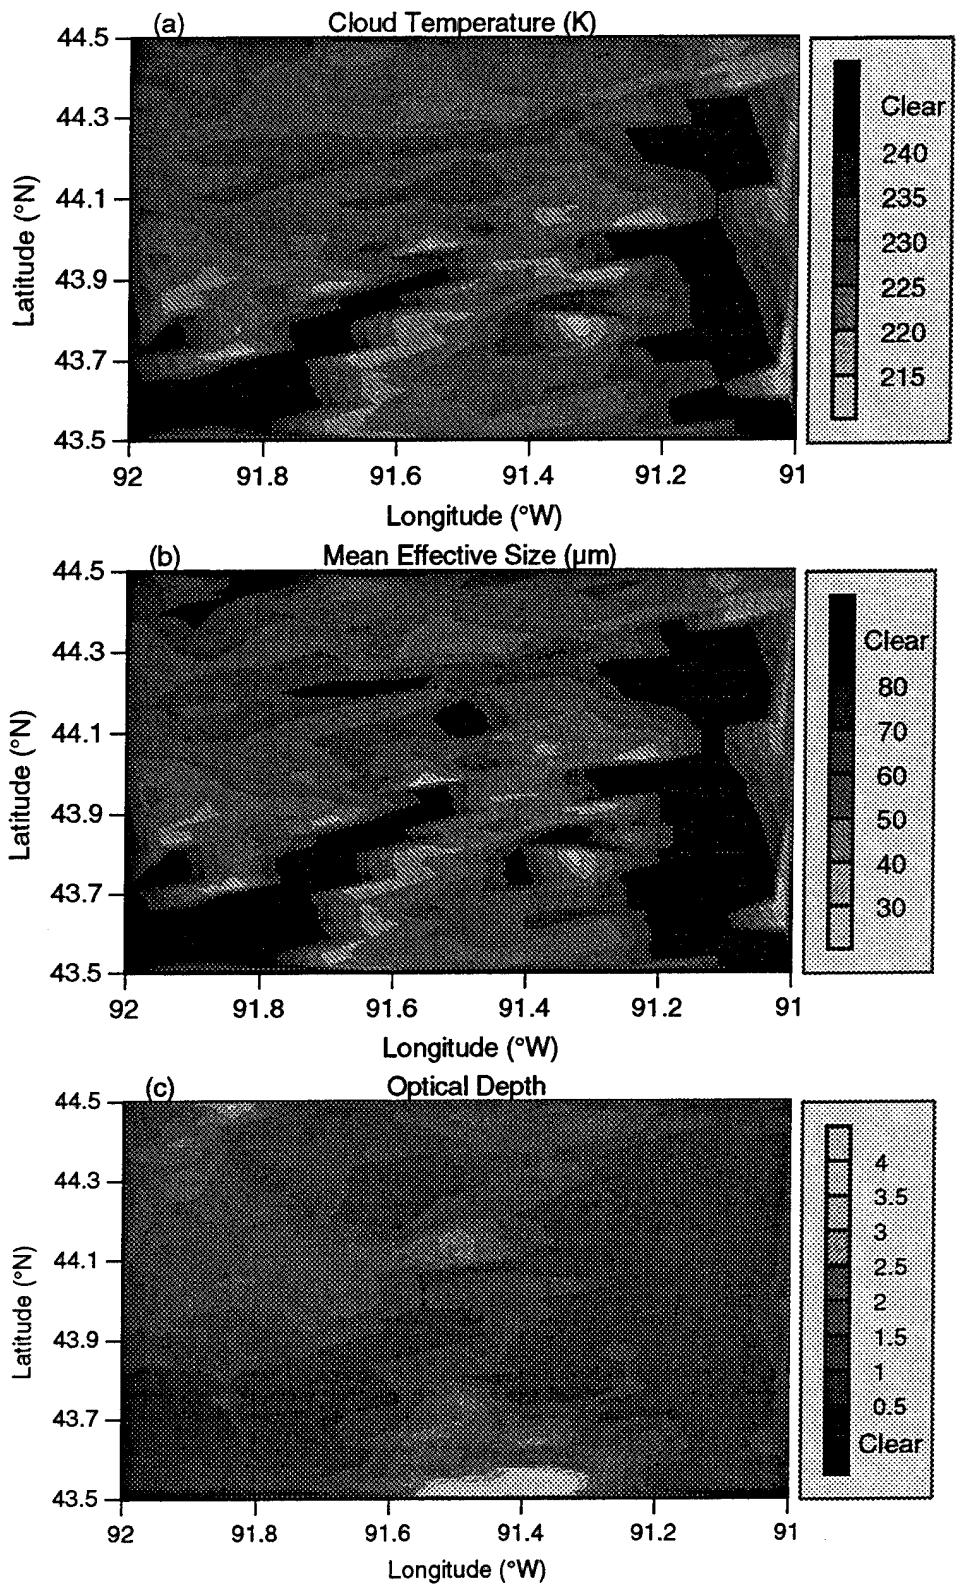 (a) Cloud Temperature (K)
44.5
44.3
44.1
43.9
43.7
43.5
Latitude (°N)
92 91.8 91.6 91.4 91.2 91
Longitude (°W)
Clear
240
235
230
225
220
215
(b) Mean Effective Size (µm)
44.5
44.3
44.1
43.9
43.7
43.5
Latitude (°N)
92 91.8 91.6 91.4 91.2 91
Longitude (°W)
Clear
80
70
60
50
40
30
(c) Optical Depth
44.5
44.3
44.1
43.9
43.7
43.5
Latitude (°N)
92 91.8 91.6 91.4 91.2 91
Longitude (°W)
4
3.5
3
2.5
2
1.5
1
0.5
Clear